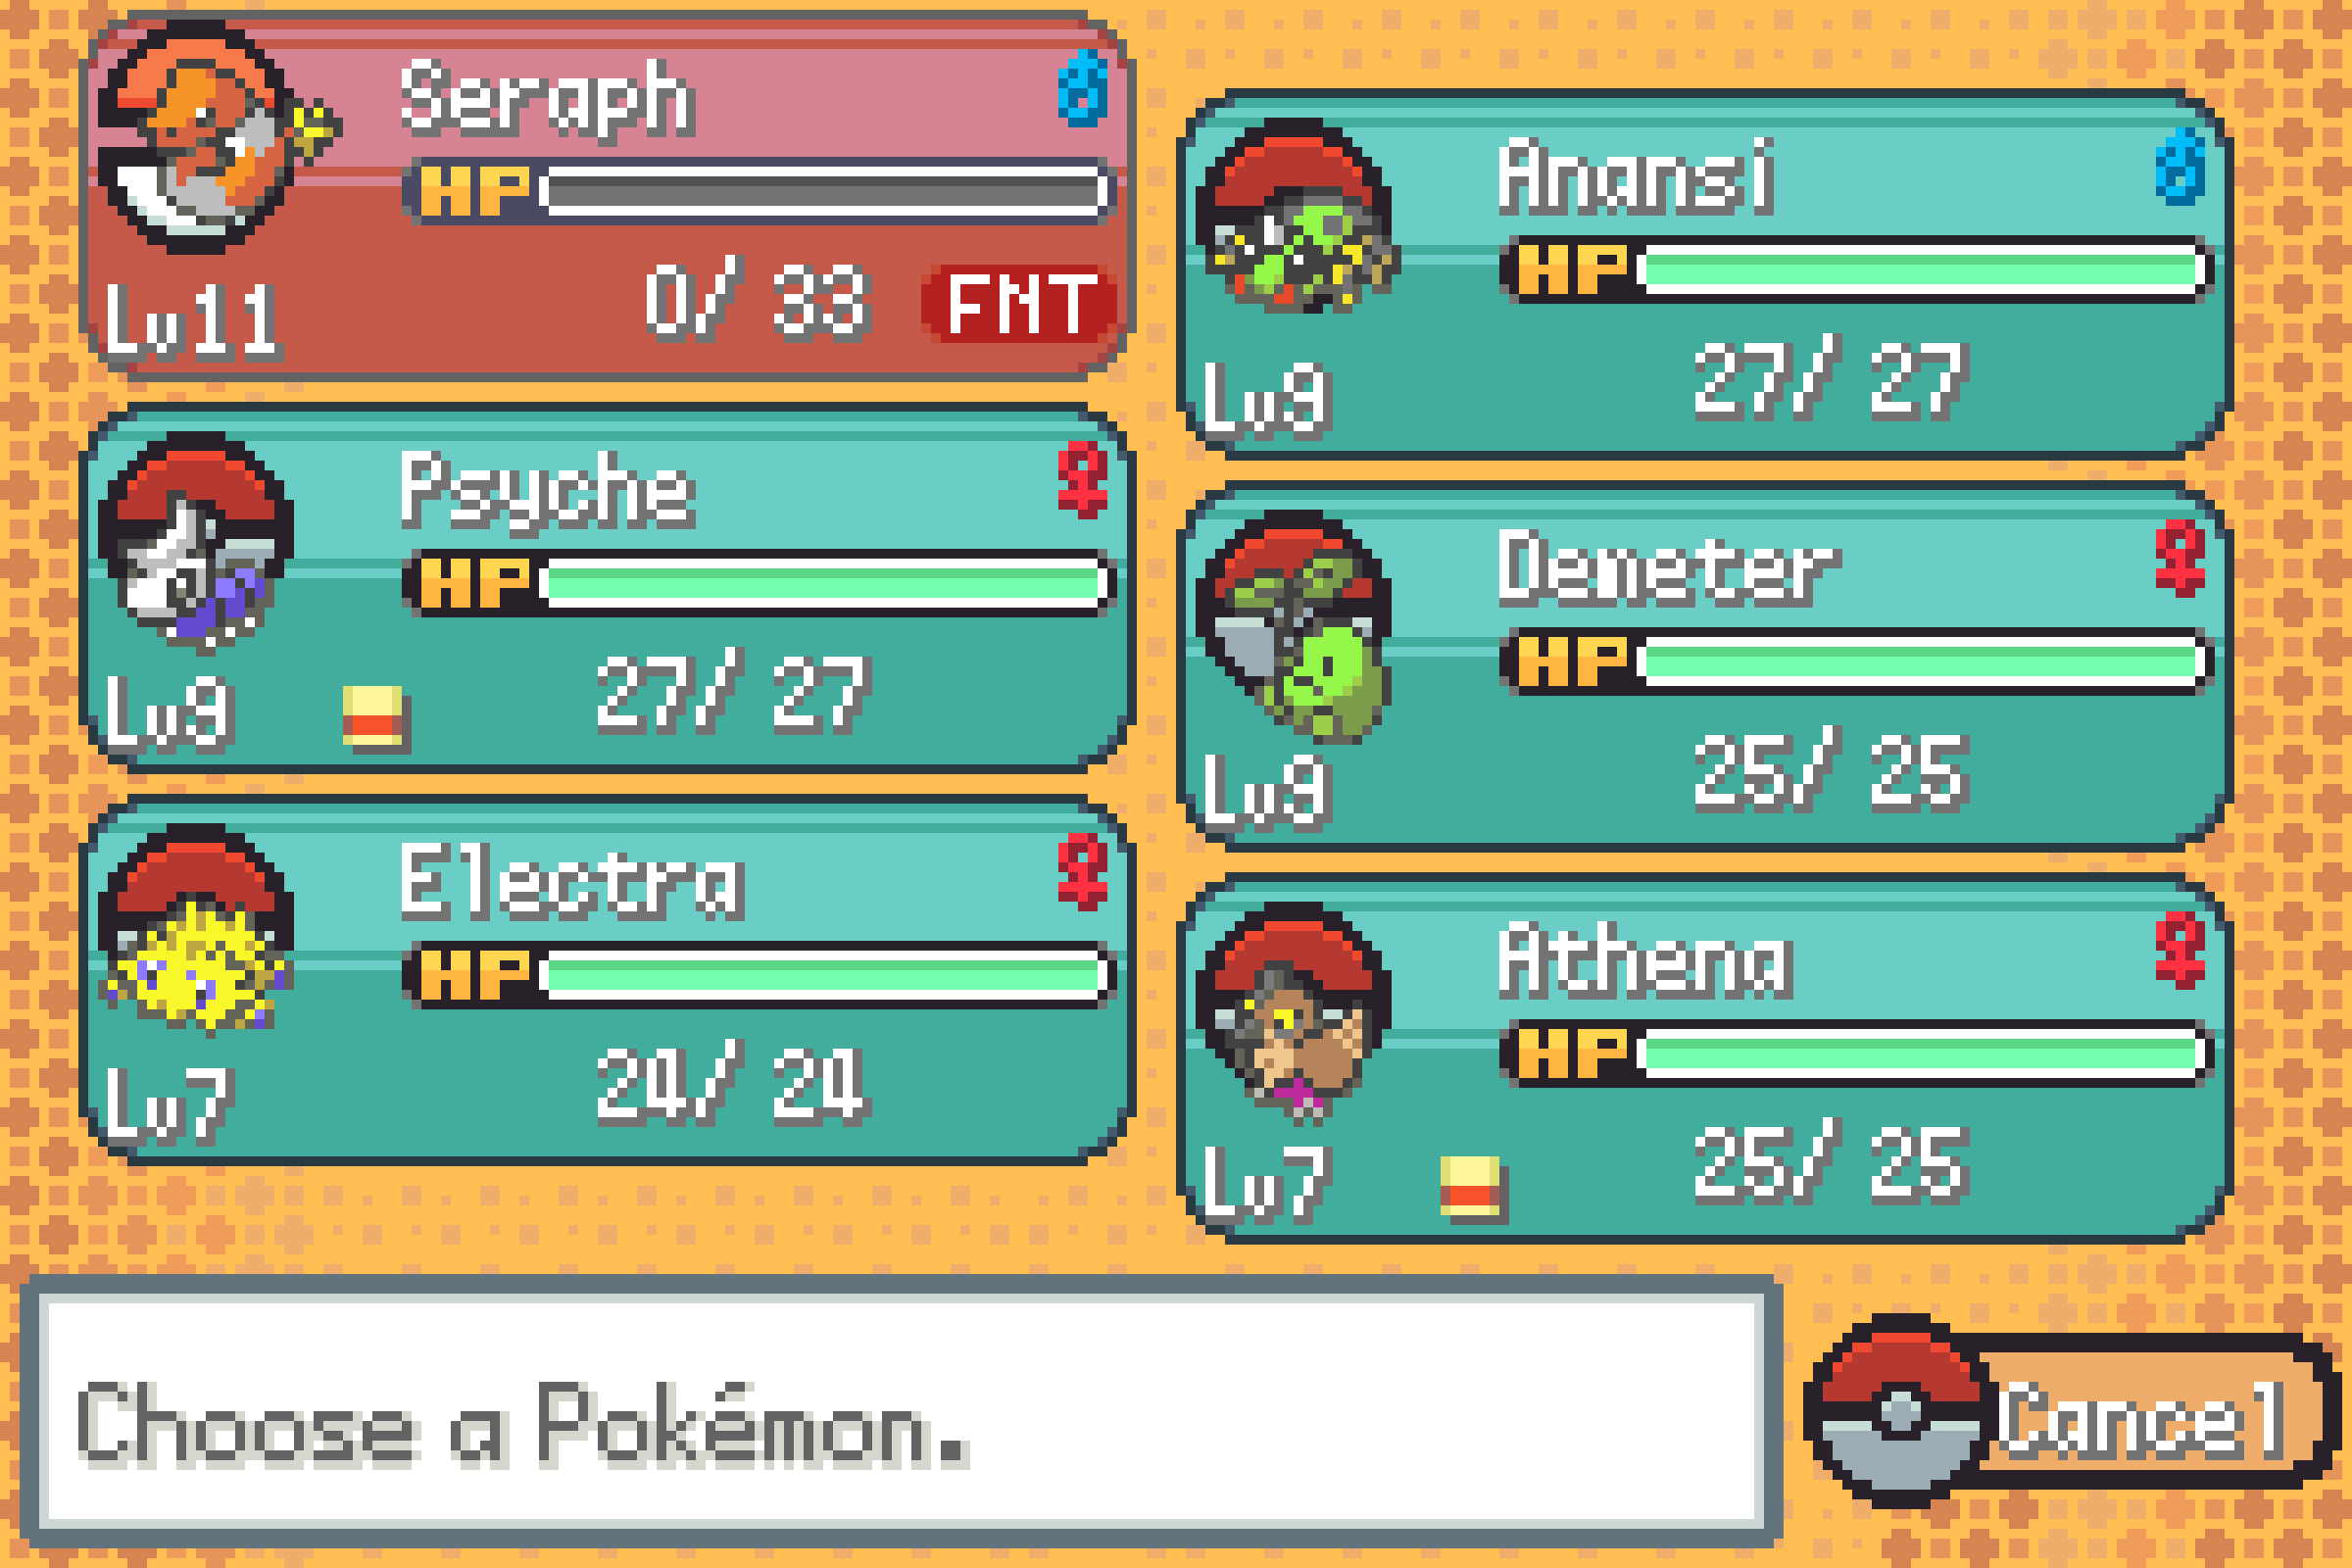 Seraph ♂
HP
Lv11 0/ 33 FNT
Anansi ♂
HP
Lv9 27/ 27
Psyche ♀
HP
Lv9 27/ 27
Demeter ♀
HP
Lv9 25/ 25
Electra ♀
HP
Lv7 24/ 24
Athena ♀
HP
Lv7 25/ 25
Choose a Pokémon.
Cancel